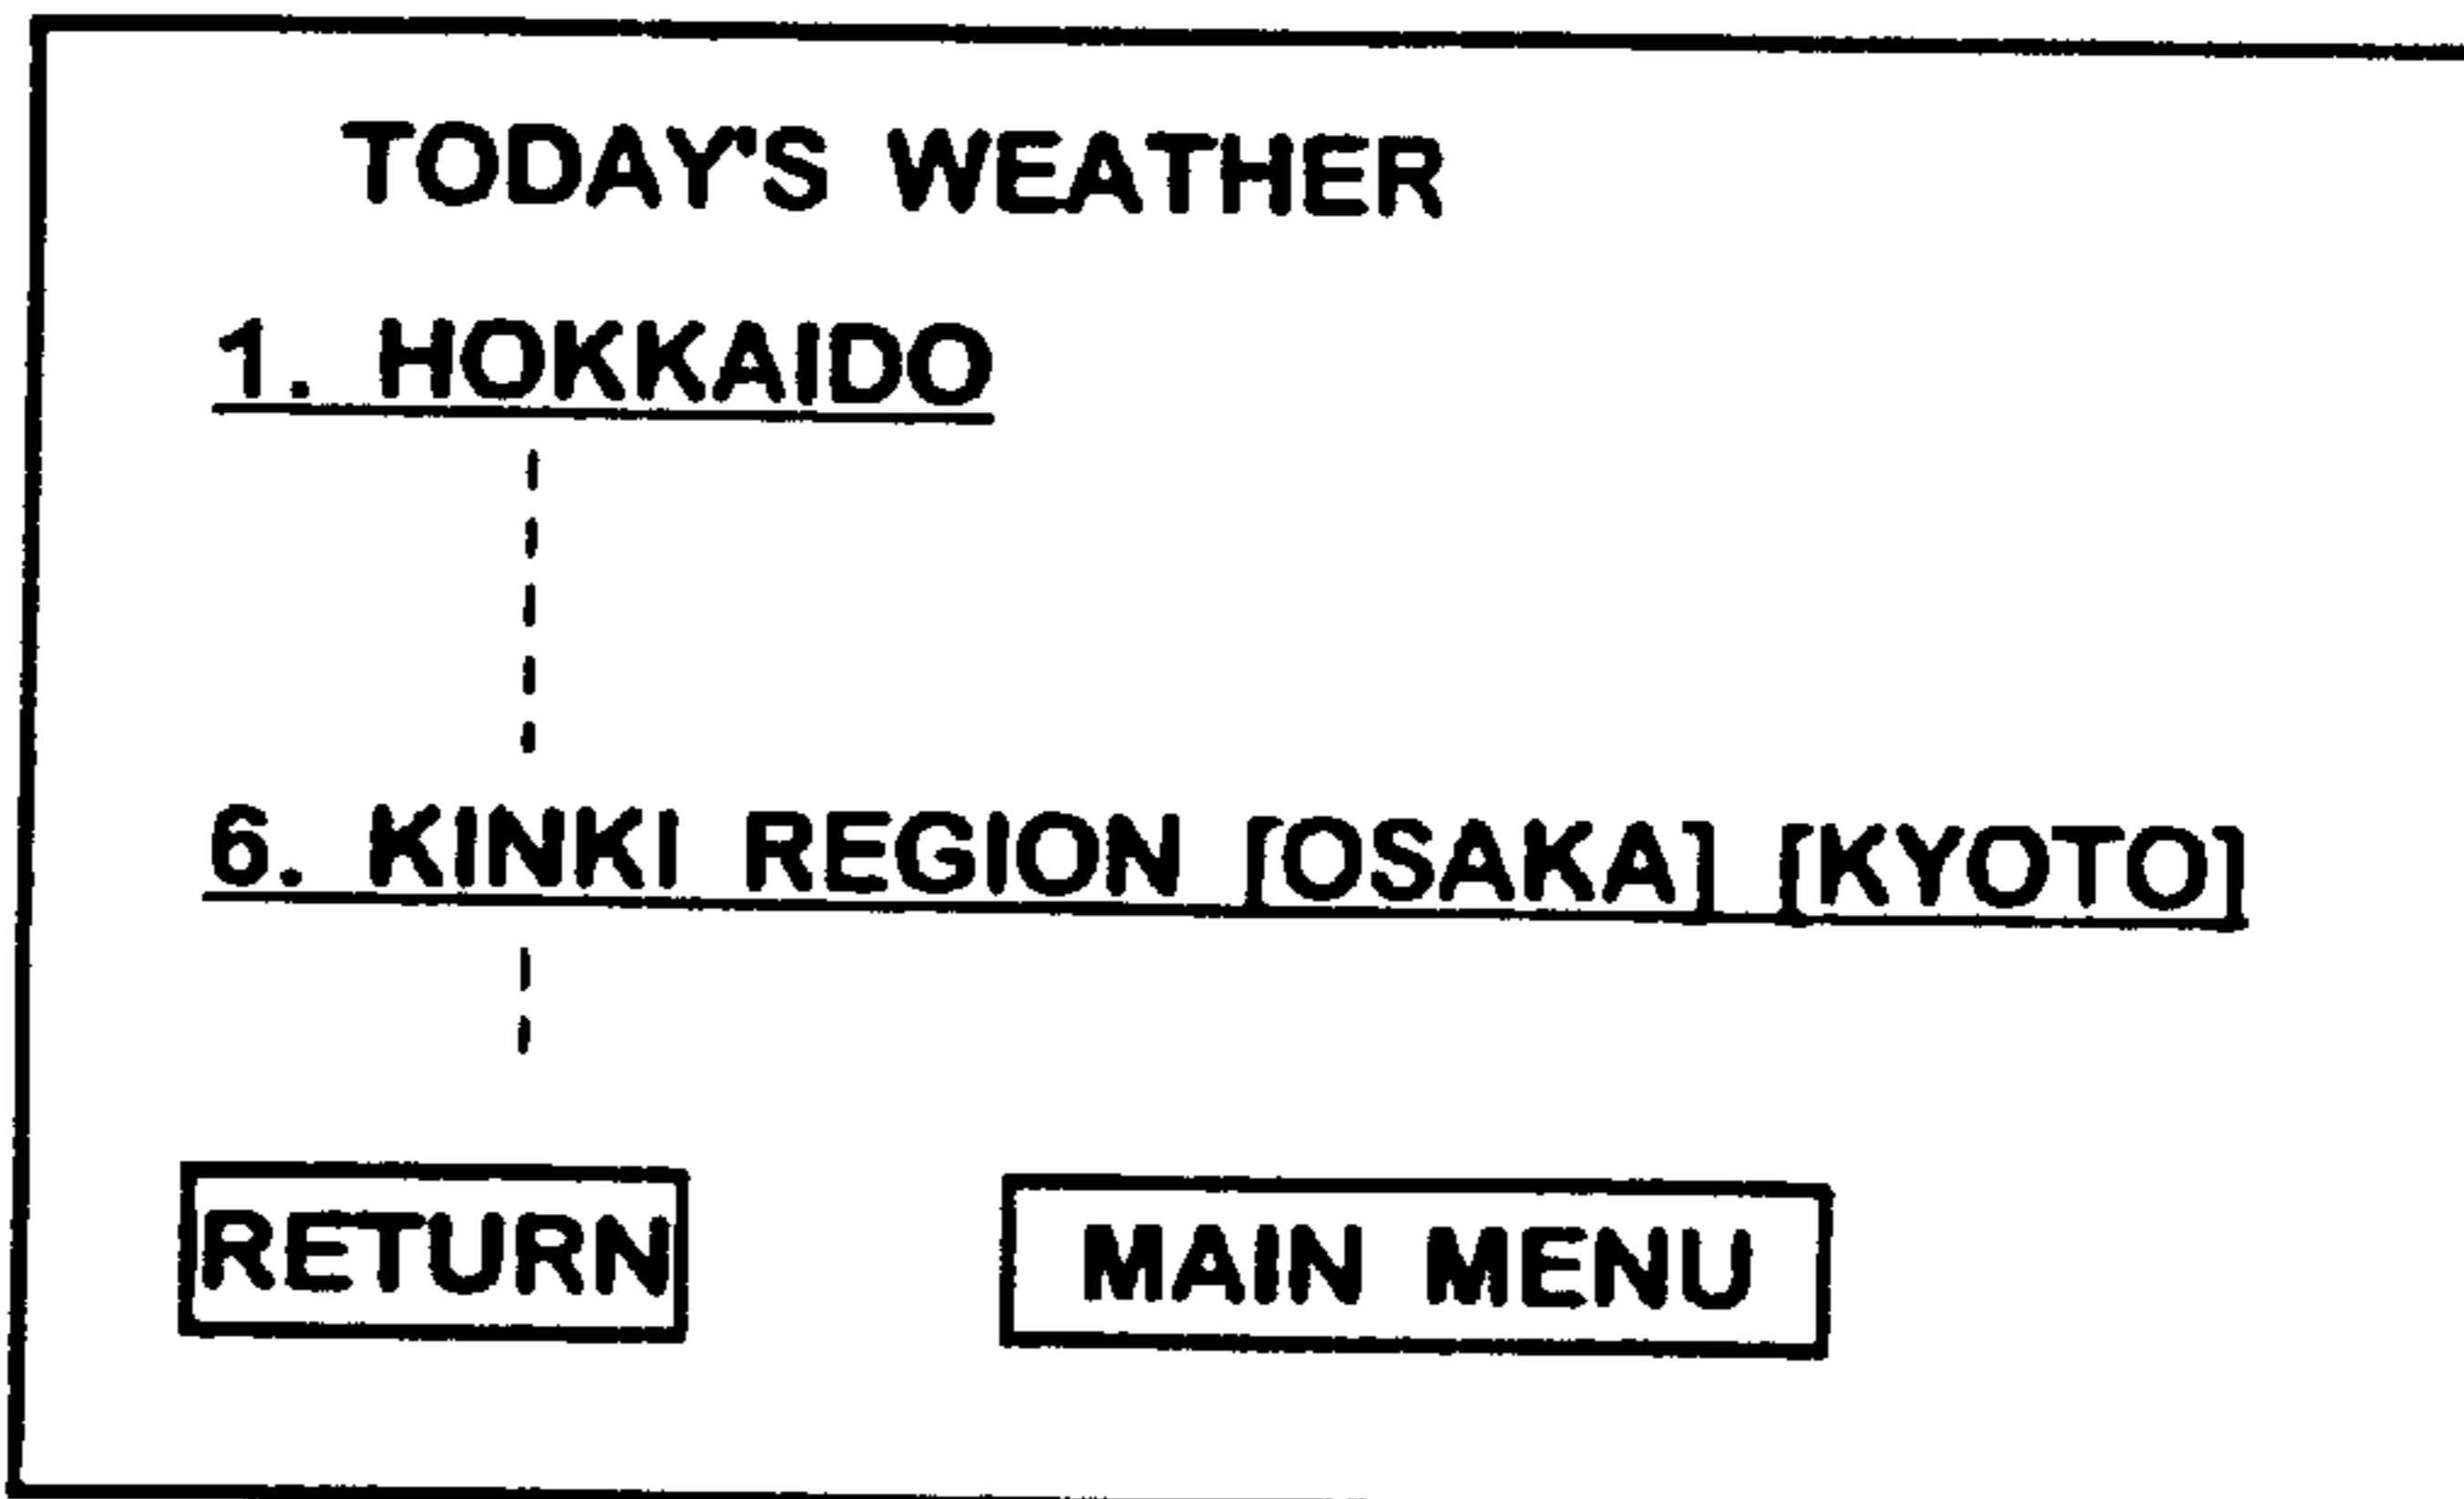 TODAY'S WEATHER
1. HOKKAIDO
6. KINKI REGION [OSAKA] [KYOTO]
RETURN
MAIN MENU